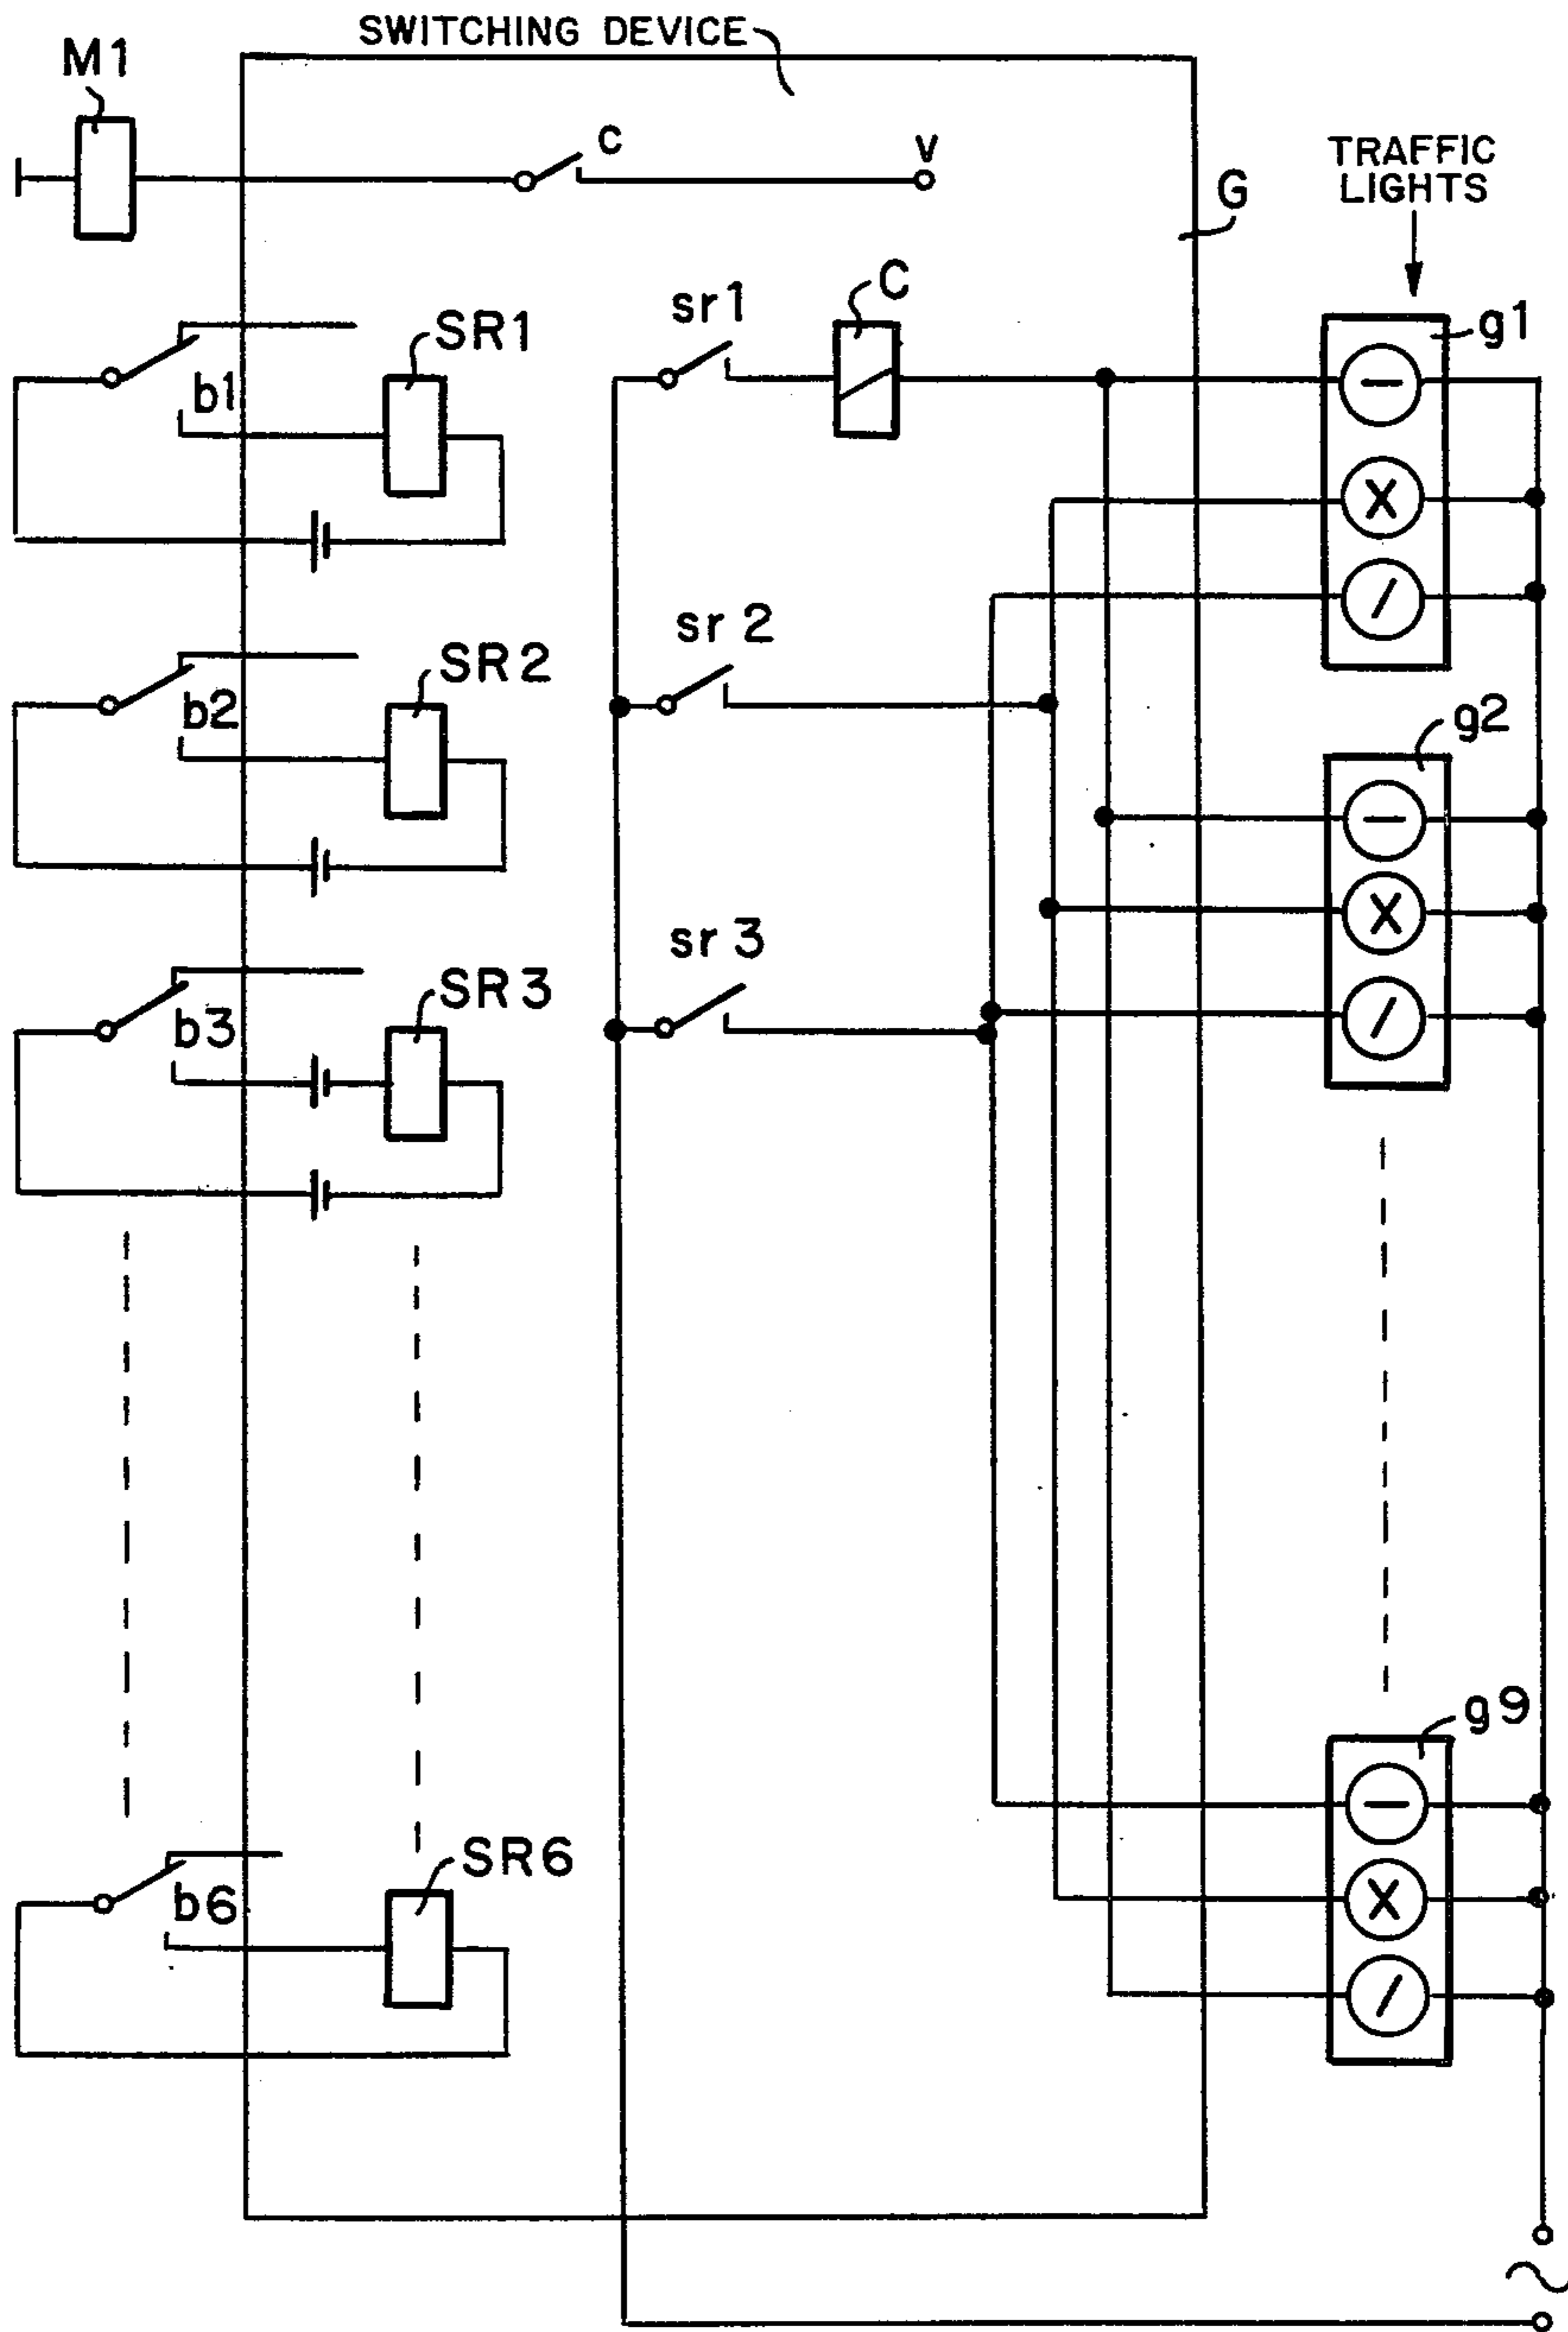 SWITCHING DEVICE
M1
c
v
G
TRAFFIC
LIGHTS
SR1
sr1
C
g1
b1
X
sr 2
SR2
b2
g2
X
sr 3
SR3
b3
g9
SR6
b6
X